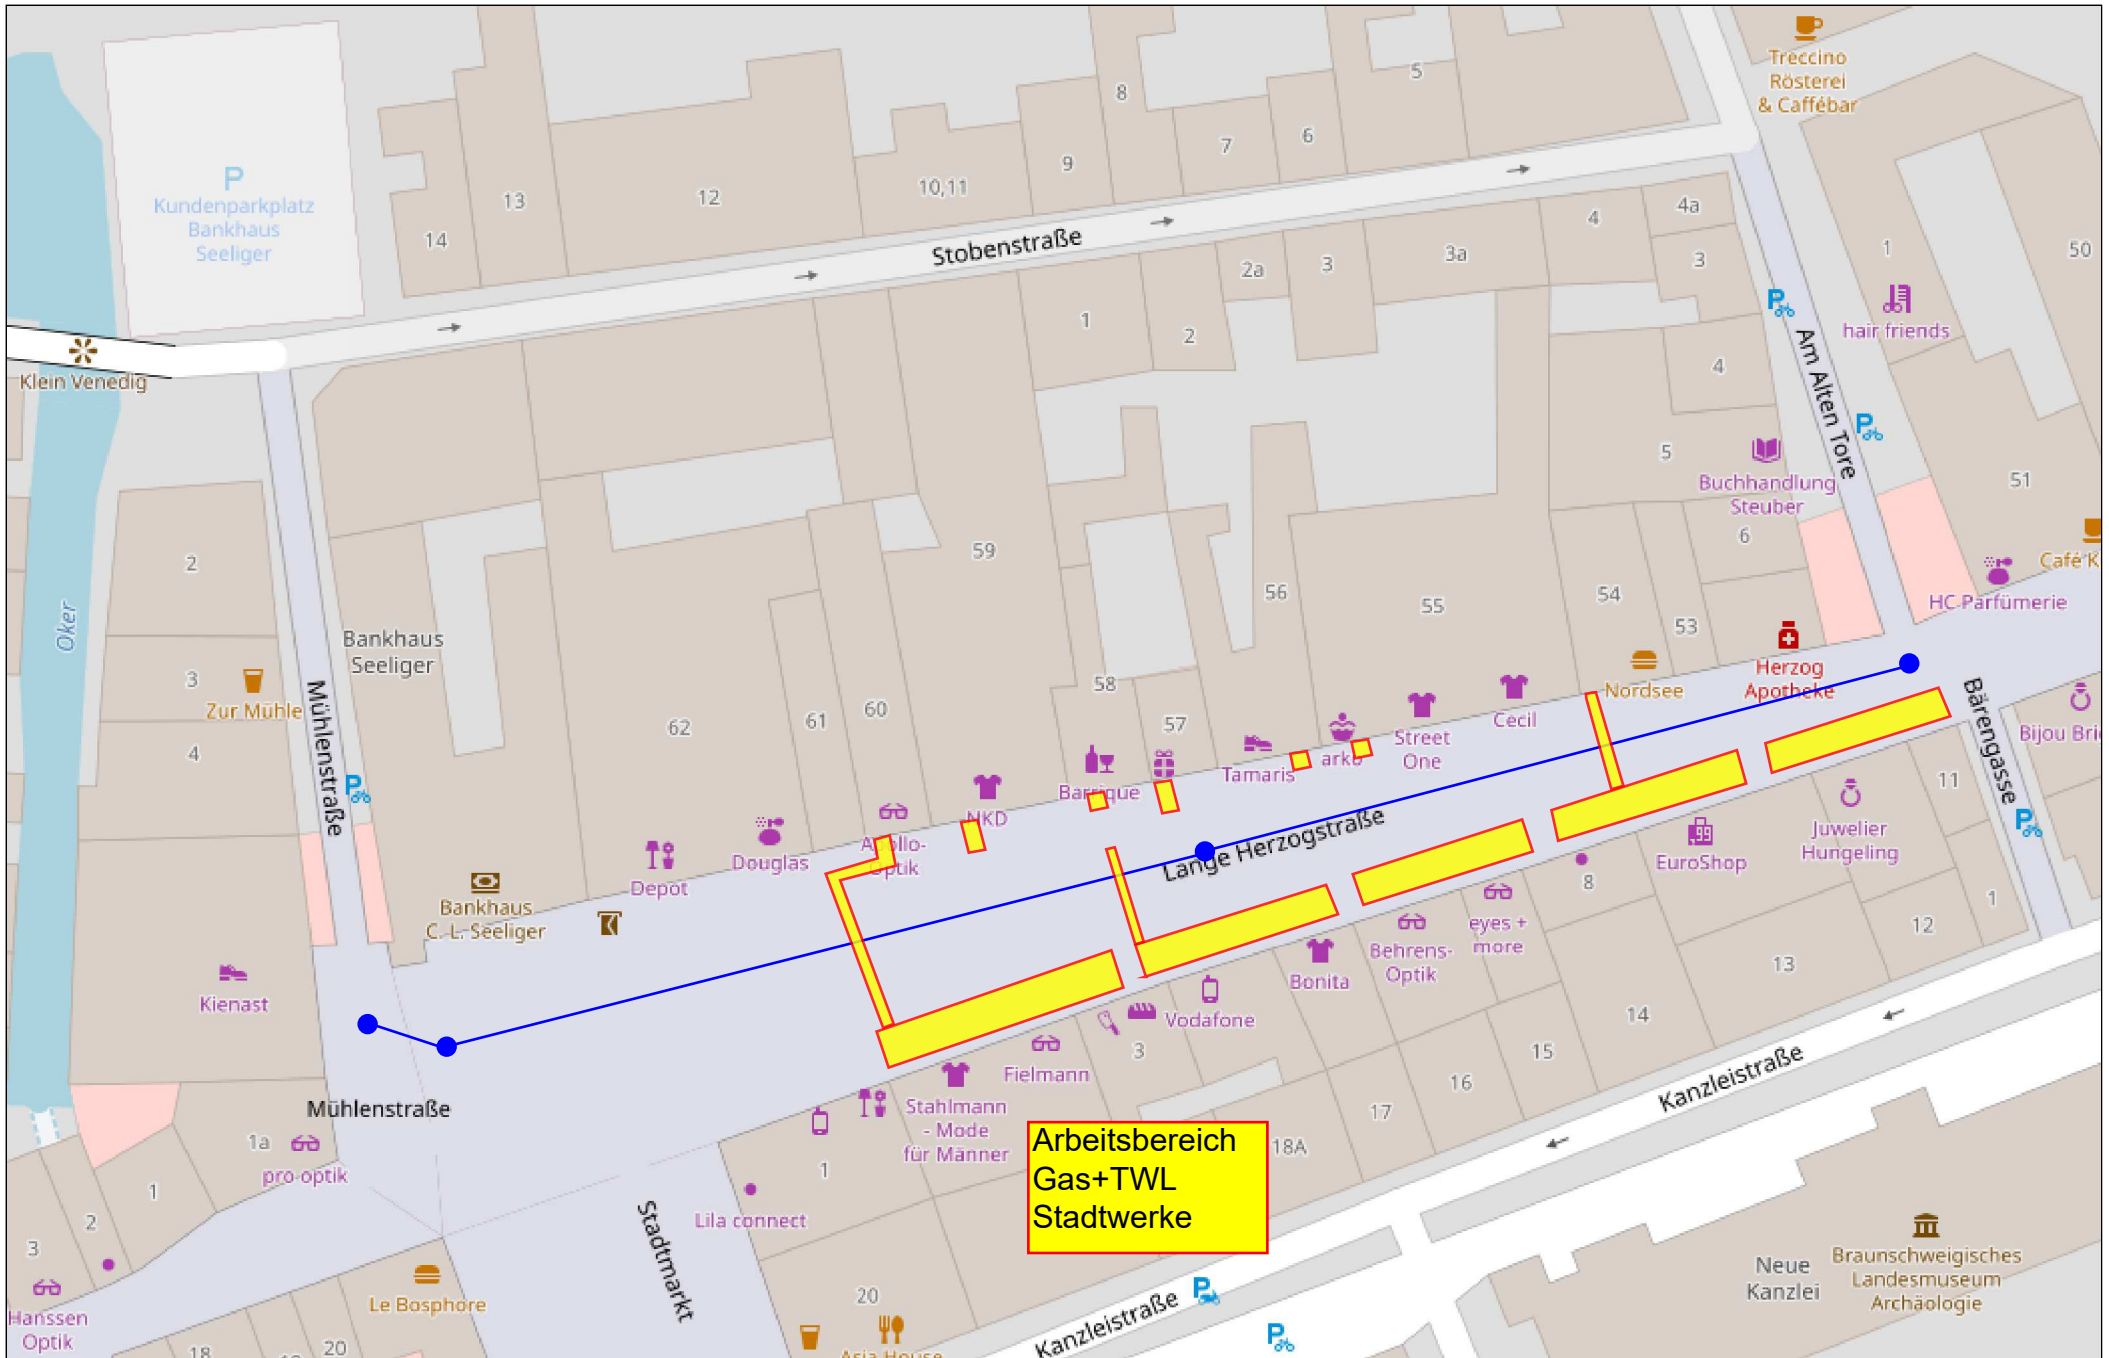 Treccino
Rösterei
& Caffébar
5
8
P
Kundenparkplatz
Bankhaus
Seeliger
14
13
12
10,11
9
7
6
Stobenstraße
4
4a
3
3a
3
2a
1
2
1
50
hair friends
Am Alten Tore
4
5
Buchhandlung
Steuber
6
51
Klein Venedig
2
3
Zur Mühle
4
Oker
Mühlenstraße
Bankhaus
Seeliger
62
61
60
59
58
57
56
55
54
53
Café K
HC Parfümerie
Herzog
Apotheke
Nordsee
Cecil
Street
One
arko
Tamaris
Barrique
NKD
Apollo-
Optik
Douglas
Depot
Bankhaus
C. L. Seeliger
Lange Herzogstraße
Bärengasse
Bijou Bri
11
Juwelier
Hungeling
EuroShop
8
eyes +
more
Behrens-
Optik
Bonita
Vodafone
3
Fielmann
Stahlmann
- Mode
für Männer
1
12
13
14
15
16
17
18A
Kienast
Mühlenstraße
1a
pro optik
1
2
3
Hanssen
Optik
Le Bosphore
18
20
Stadtmarkt
Lila connect
1
20
Asia House
Arbeitsbereich
Gas+TWL
Stadtwerke
Kanzleistraße
Kanzleistraße
P
P
Neue
Kanzlei
Braunschweigisches
Landesmuseum
Archäologie